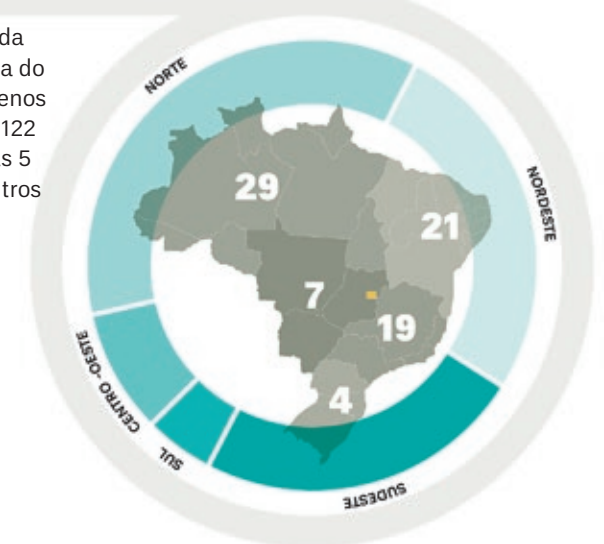 da
a do
enos
122
s 5
tros
NORTE
NORDESTE
29
21
7
19
4
CENTRO-OESTE
SUL
SUDESTE